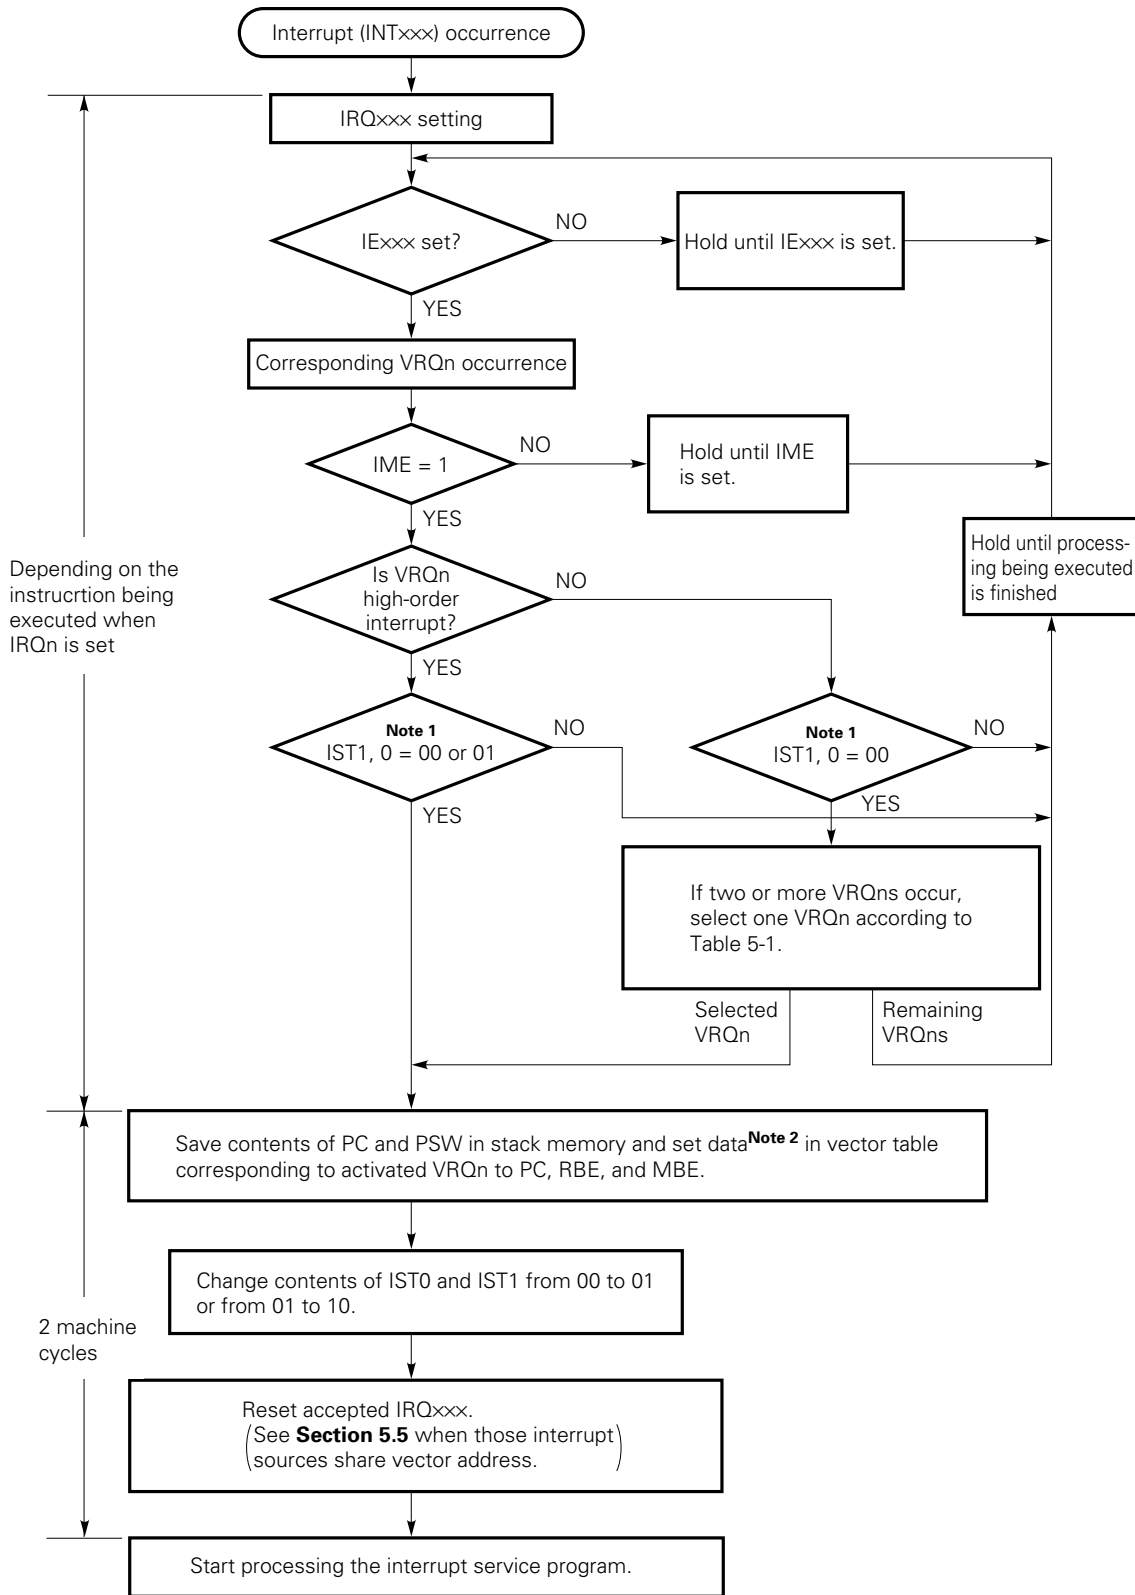 Interrupt (INT×××) occurrence
IRQ××× setting
IE××× set?
NO
Hold until IE××× is set.
YES
Corresponding VRQn occurrence
IME = 1
NO
Hold until IME
is set.
YES
Hold until process-
ing being executed
is finished
Depending on the
instrucrtion being
executed when
IRQn is set
Is VRQn
high-order
interrupt?
NO
YES
Note 1
IST1, 0 = 00 or 01
NO
YES
Note 1
IST1, 0 = 00
NO
YES
If two or more VRQns occur,
select one VRQn according to
Table 5-1.
Selected
VRQn
Remaining
VRQns
Save contents of PC and PSW in stack memory and set data Note 2 in vector table
corresponding to activated VRQn to PC, RBE, and MBE.
Change contents of IST0 and IST1 from 00 to 01
or from 01 to 10.
2 machine
cycles
Reset accepted IRQ×××.
(See Section 5.5 when those interrupt
sources share vector address.)
Start processing the interrupt service program.